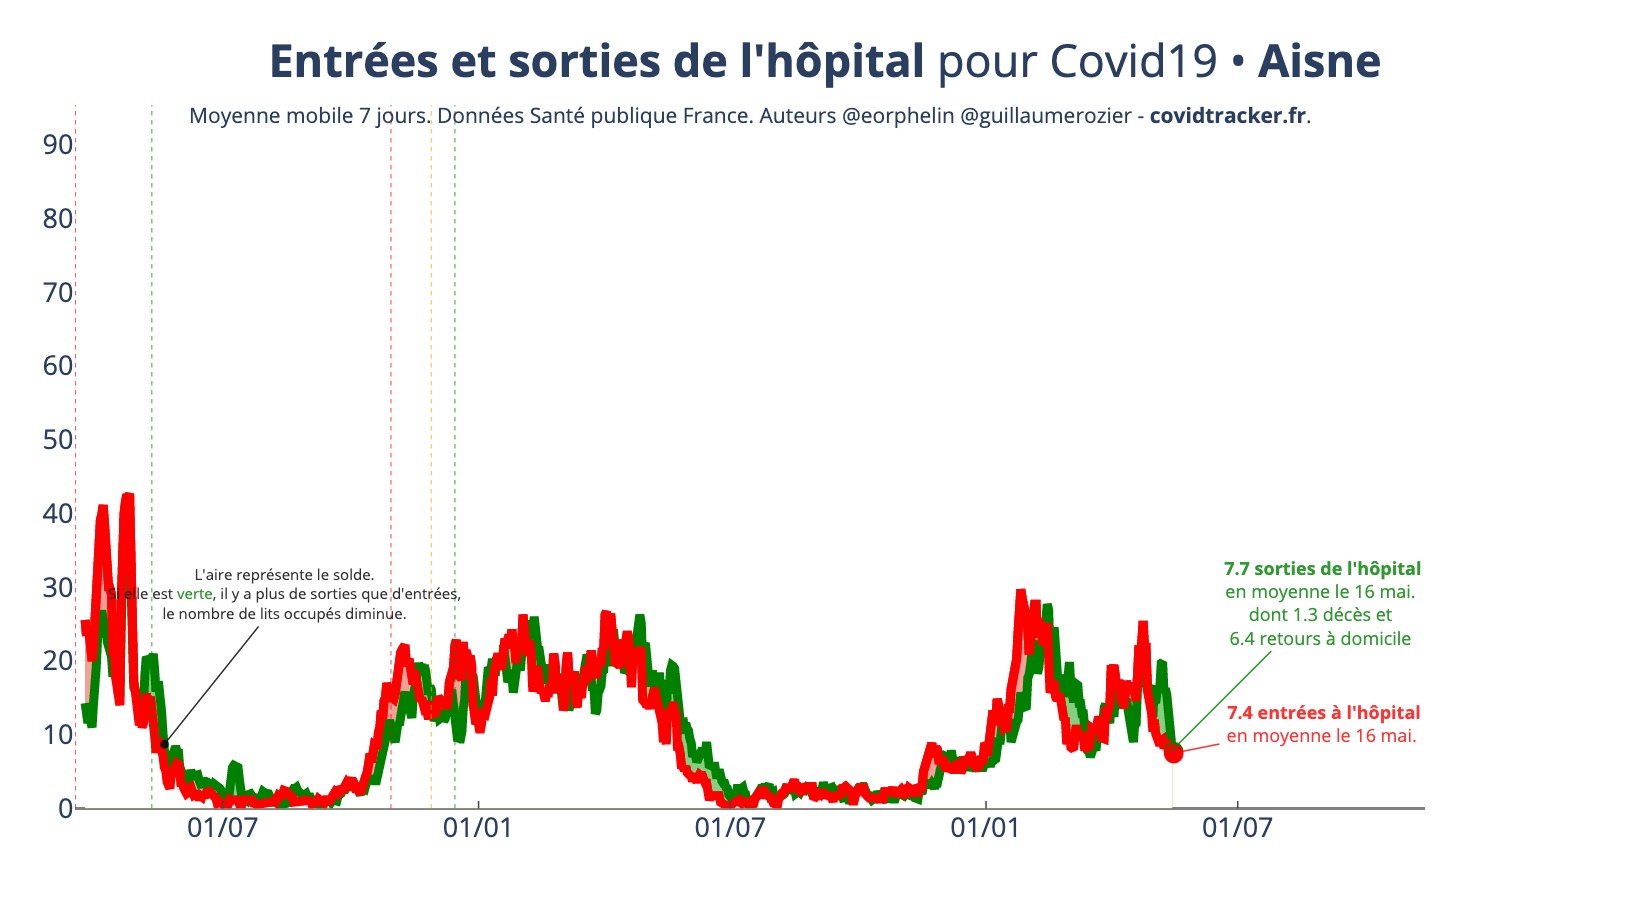 Entrées et sorties de l'hôpital pour Covid19 • Aisne
Moyenne mobile 7 jours. Données Santé publique France. Auteurs @eorphelin @guillaumerozier - covidtracker.fr.
90
80
70
60
50
40
30
20
10
0
L'aire représente le solde.
Si elle est verte, il y a plus de sorties que d'entrées,
le nombre de lits occupés diminue.
7.7 sorties de l'hôpital
en moyenne le 16 mai.
dont 1.3 décès et
6.4 retours à domicile
7.4 entrées à l'hôpital
en moyenne le 16 mai.
01/07 01/01 01/07 01/01 01/07